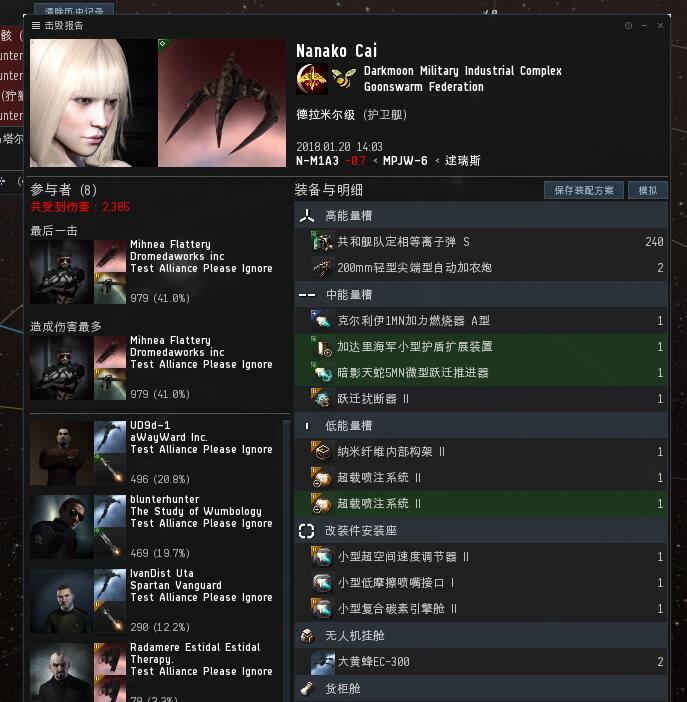 清除历史记录
击毁报告
Nanako Cai
Darkmoon Military Industrial Complex
Goonswarm Federation
德拉米尔级 (护卫舰)
2018.01.20 14:03
N-M1A3 -0.7 < MPJW-6 < 逑瑞斯
参与者 (8)
共受到伤害：2,385
最后一击
Mihnea Flattery
Dromedaworks inc
Test Alliance Please Ignore
979 (41.0%)
造成伤害最多
Mihnea Flattery
Dromedaworks inc
Test Alliance Please Ignore
979 (41.0%)
UD9d-1
aWayWard Inc.
Test Alliance Please Ignore
496 (20.8%)
blunterhunter
The Study of Wumbology
Test Alliance Please Ignore
469 (19.7%)
IvanDist Uta
Spartan Vanguard
Test Alliance Please Ignore
290 (12.2%)
Radamere Estidal Estidal
Therapy.
Test Alliance Please Ignore
79 (3.3%)
装备与明细
保存装配方案
模拟
高能量槽
共和舰队定相等离子弹 S 240
200mm轻型尖端型自动加农炮 2
中能量槽
克尔利伊1MN加力燃烧器 A型 1
加达里海军小型护盾扩展装置 1
暗影天蛇5MN微型跃迁推进器 1
跃迁扰断器 II 1
低能量槽
纳米纤维内部构架 II 1
超载喷注系统 II 1
超载喷注系统 II 1
改装件安装座
小型超空间速度调节器 II 1
小型低摩擦喷嘴接口 I 1
小型复合碳素引擎舱 II 1
无人机挂舱
大黄蜂EC-300 2
货柜舱